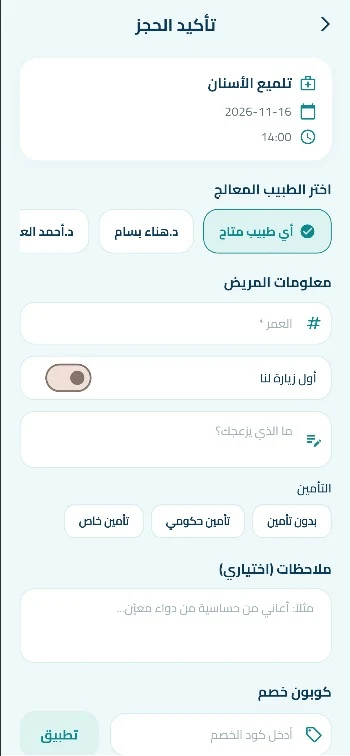 تأكيد الحجز
تلميع الأسنان
2026-11-16
14:00
اختر الطبيب المعالج
أي طبيب متاح
د.هناء بسام
د.أحمد الع
معلومات المريض
العمر *
أول زيارة لنا
ما الذي يزعجك؟
التأمين
بدون تأمين
تأمين حكومي
تأمين خاص
ملاحظات (اختياري)
مثلا: أعاني من حساسية من دواء معيّن...
كوبون خصم
أدخل كود الخصم
تطبيق